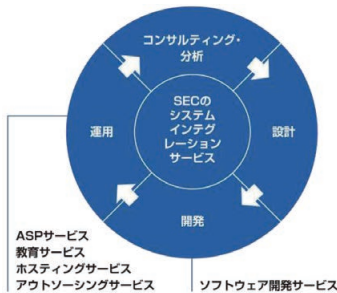 コンサルティング・
分析
SECの
システム
インテグ
レーション
サービス
運用
設計
開発
ASPサービス
教育サービス
ホスティングサービス
アウトソーシングサービス
ソフトウェア開発サービス